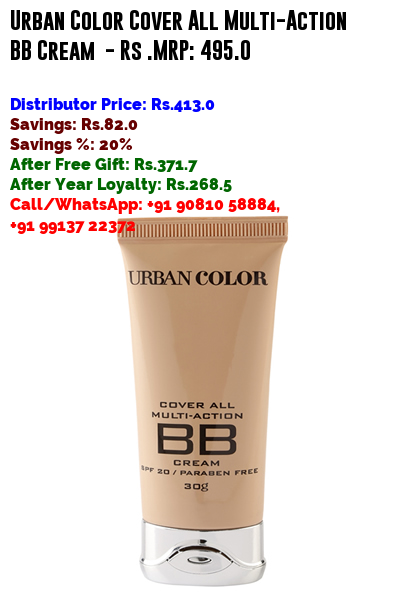 Urban Color Cover All Multi-Action
BB Cream - Rs .MRP: 495.0
Distributor Price: Rs.413.0
Savings: Rs.82.0
Savings %: 20%
After Free Gift: Rs.371.7
After Year Loyalty: Rs.268.5
Call/WhatsApp: +91 90810 58884,
+91 99137 22372
URBAN COLOR
COVER ALL
MULTI-ACTION
BB
CREAM
SPF 20 / PARABEN FREE
30g